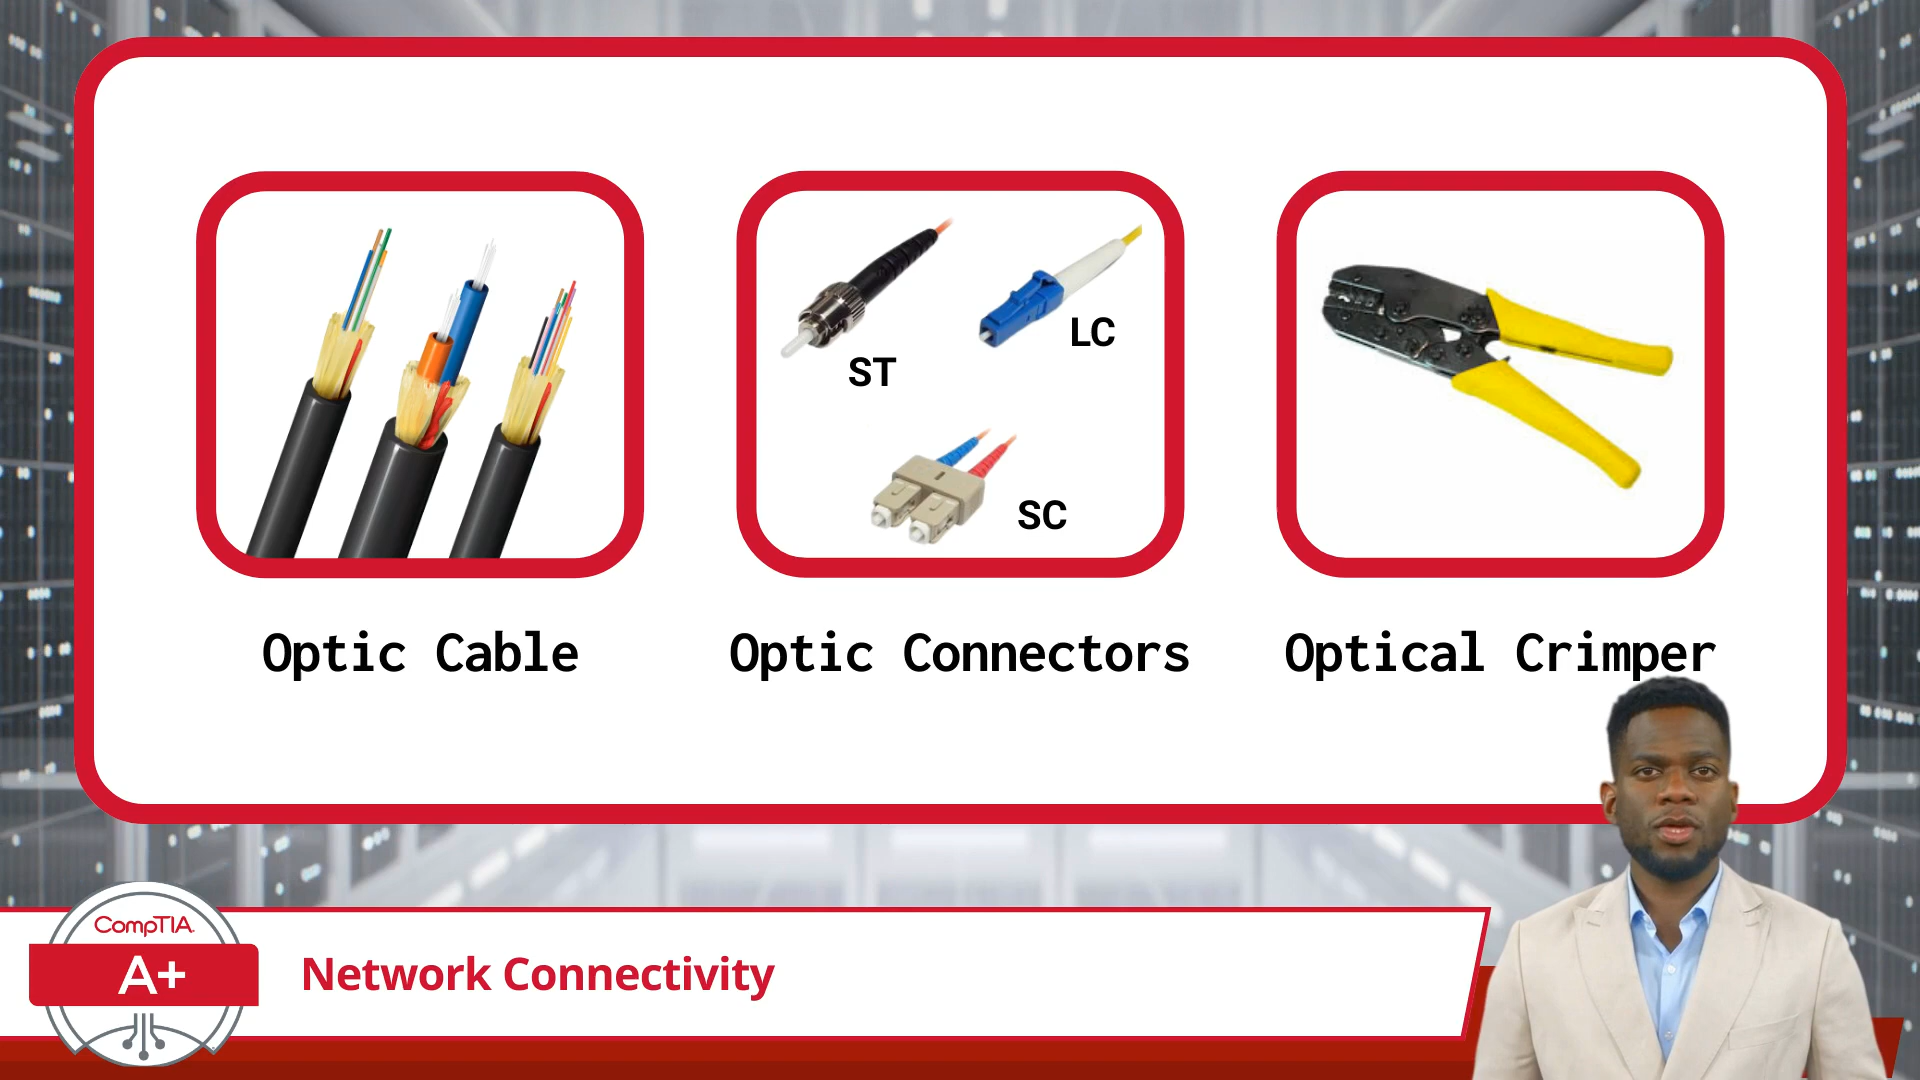 ST
LC
SC
Optic Cable
Optic Connectors
Optical Crimper
CompTIA.
A+
Network Connectivity